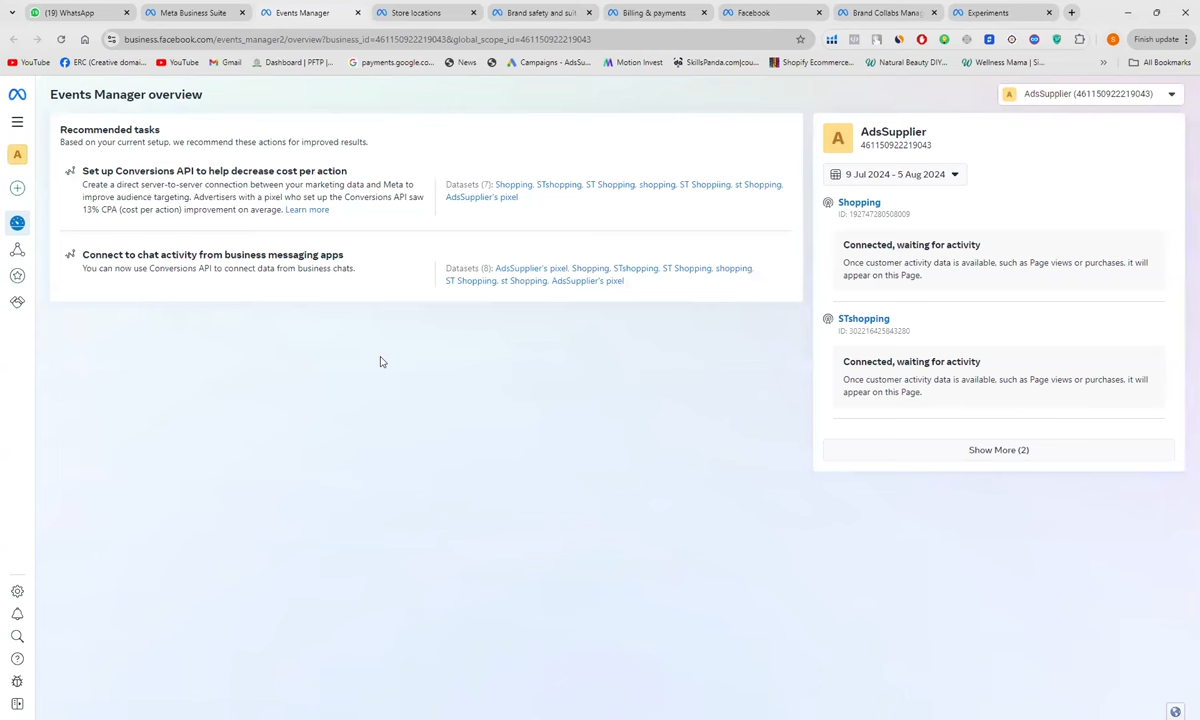 (19) WhatsApp
Meta Business Suite
Events Manager
Store locations
Brand safety and suit
Billing & payments
Facebook
Brand Collabs Mana
Experiments
business.facebook.com/events_manager2/overview?business_id=461150922219043&global_scope_id=461150922219043
Finish update
YouTube
ERC (Creative domai...
YouTube
Gmail
Dashboard | PFTP |...
payments.google.co...
News
Campaigns - AdsSu...
Motion Invest
SkillsPanda.com|cou...
Shopify Ecommerce...
Natural Beauty DIY...
Wellness Mama | Si...
All Bookmarks
Events Manager overview
A AdsSupplier (461150922219043)
Recommended tasks
Based on your current setup, we recommend these actions for improved results.
Set up Conversions API to help decrease cost per action
Create a direct server-to-server connection between your marketing data and Meta to
improve audience targeting. Advertisers with a pixel who set up the Conversions API saw
13% CPA (cost per action) improvement on average. Learn more
Datasets (7): Shopping, STshopping, ST Shopping, shopping, ST Shoppiing, st Shopping,
AdsSupplier's pixel
Connect to chat activity from business messaging apps
You can now use Conversions API to connect data from business chats.
Datasets (8): AdsSupplier's pixel, Shopping, STshopping, ST Shopping, shopping,
ST Shoppiing, st Shopping, AdsSupplier's pixel
A
A
AdsSupplier
461150922219043
9 Jul 2024 - 5 Aug 2024
Shopping
ID: 192747280508009
Connected, waiting for activity
Once customer activity data is available, such as Page views or purchases, it will
appear on this Page.
STshopping
ID: 302216425843280
Connected, waiting for activity
Once customer activity data is available, such as Page views or purchases, it will
appear on this Page.
Show More (2)